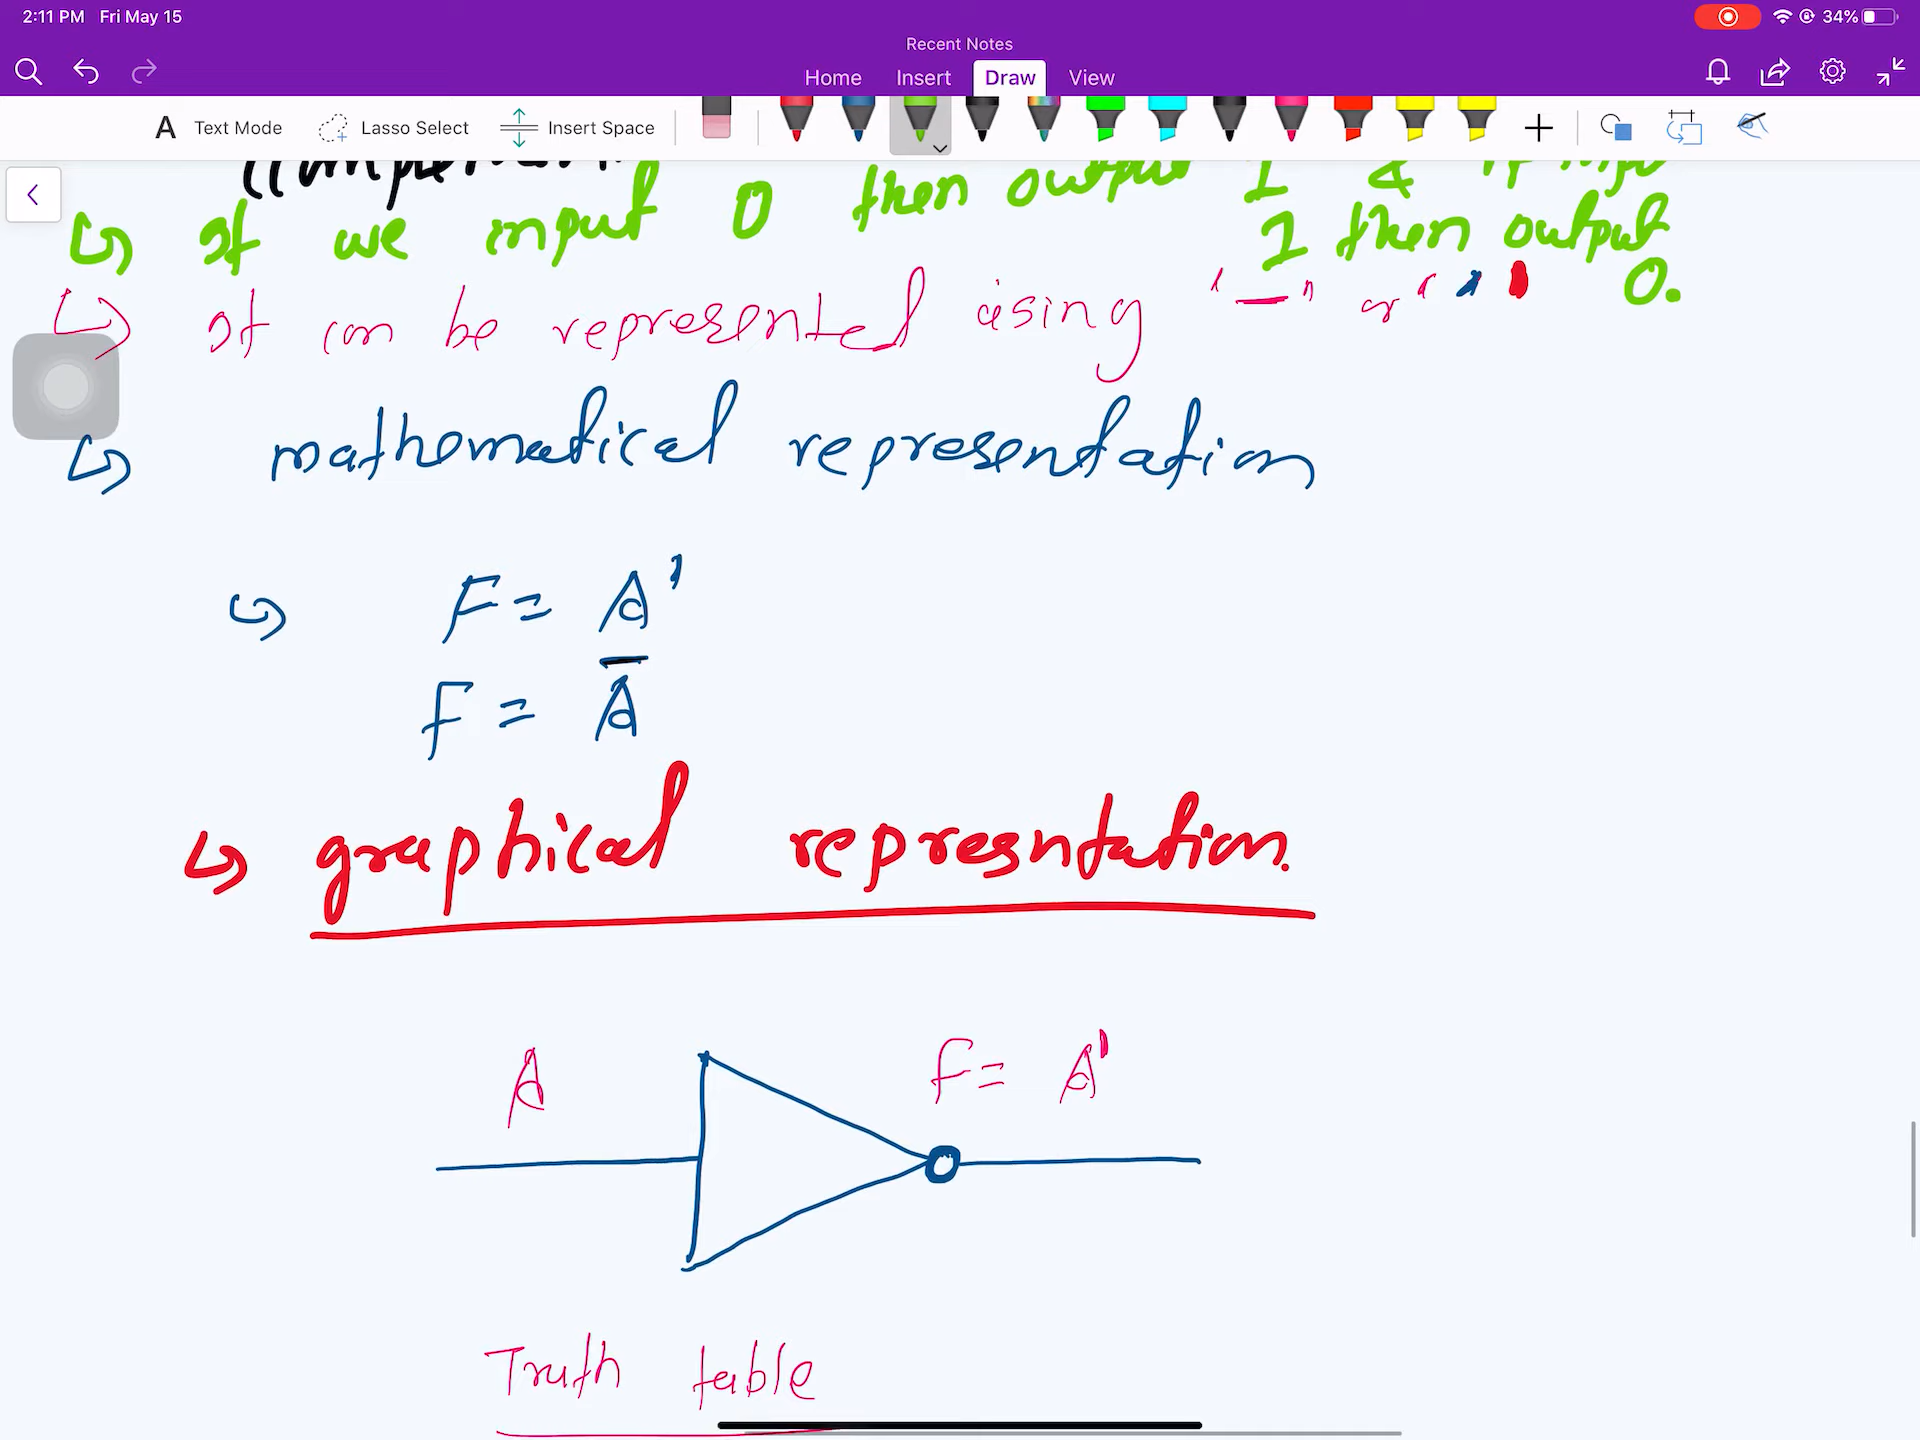 2:11 PM Fri May 15
34%
Recent Notes
Home Insert Draw View
A Text Mode Lasso Select Insert Space
then output 1 & if
If we input 0 1 then output
0.
It can be represented using '—' or '
mathematical representation
F = A'
F = A̅
graphical represntation.
A F = A'
Truth table